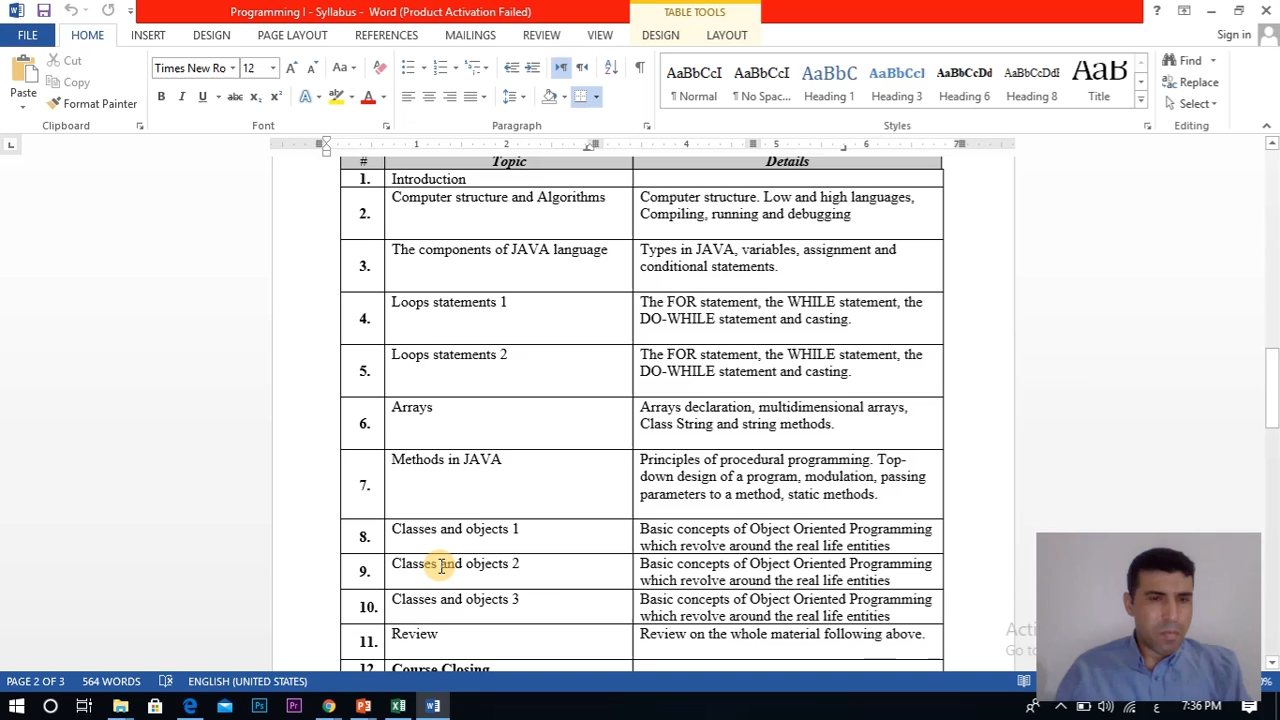 Programming I - Syllabus - Word (Product Activation Failed)
TABLE TOOLS
FILE HOME INSERT DESIGN PAGE LAYOUT REFERENCES MAILINGS REVIEW VIEW DESIGN LAYOUT Sign in
Paste
Cut
Copy
Format Painter
Clipboard
Times New Ro 12
Font
Paragraph
AaBbCcI AaBbCcI AaBbC AaBbCcI AaBbCcDd AaBbCcDdI AaB
¶ Normal ¶ No Spac... Heading 1 Heading 3 Heading 6 Heading 8 Title
Styles
Find
Replace
Select
Editing
1 2 4 5 6 7
# Topic Details
1. Introduction
2. Computer structure and Algorithms
Computer structure. Low and high languages,
Compiling, running and debugging
3. The components of JAVA language
Types in JAVA, variables, assignment and
conditional statements.
4. Loops statements 1
The FOR statement, the WHILE statement, the
DO-WHILE statement and casting.
5. Loops statements 2
The FOR statement, the WHILE statement, the
DO-WHILE statement and casting.
6. Arrays
Arrays declaration, multidimensional arrays,
Class String and string methods.
7. Methods in JAVA
Principles of procedural programming. Top-
down design of a program, modulation, passing
parameters to a method, static methods.
8. Classes and objects 1
Basic concepts of Object Oriented Programming
which revolve around the real life entities
9. Classes and objects 2
Basic concepts of Object Oriented Programming
which revolve around the real life entities
10. Classes and objects 3
Basic concepts of Object Oriented Programming
which revolve around the real life entities
11. Review
Review on the whole material following above.
12. Course Closing
PAGE 2 OF 3 564 WORDS ENGLISH (UNITED STATES)
7:36 PM